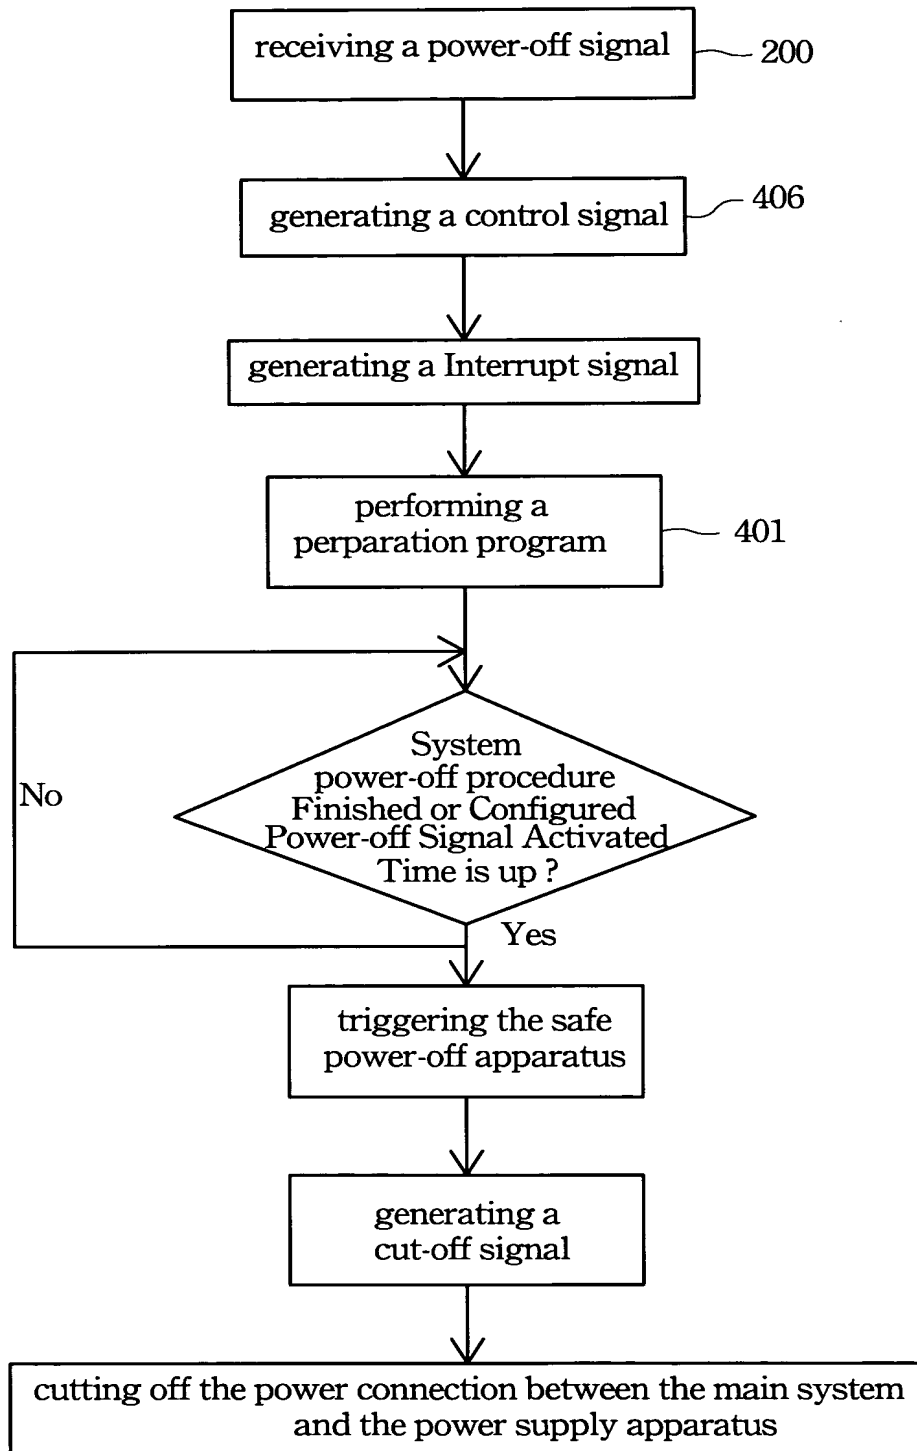 receiving a power-off signal
200
generating a control signal
406
generating a Interrupt signal
performing a
perparation program
401
System
power-off procedure
Finished or Configured
Power-off Signal Activated
Time is up ?
No
Yes
triggering the safe
power-off apparatus
generating a
cut-off signal
cutting off the power connection between the main system
and the power supply apparatus